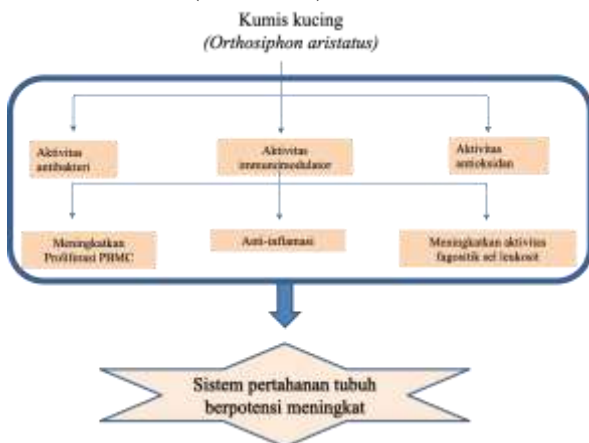 Kumis kucing
(Orthosiphon aristatus)
Aktivitas
antibakteri
Aktivitas
immunomodulator
Aktivitas
antioksidan
Meningkatkan
Proliferasi PBMC
Anti-inflamasi
Meningkatkan aktivitas
fagositik sel leukosit
Sistem pertahanan tubuh
berpotensi meningkat